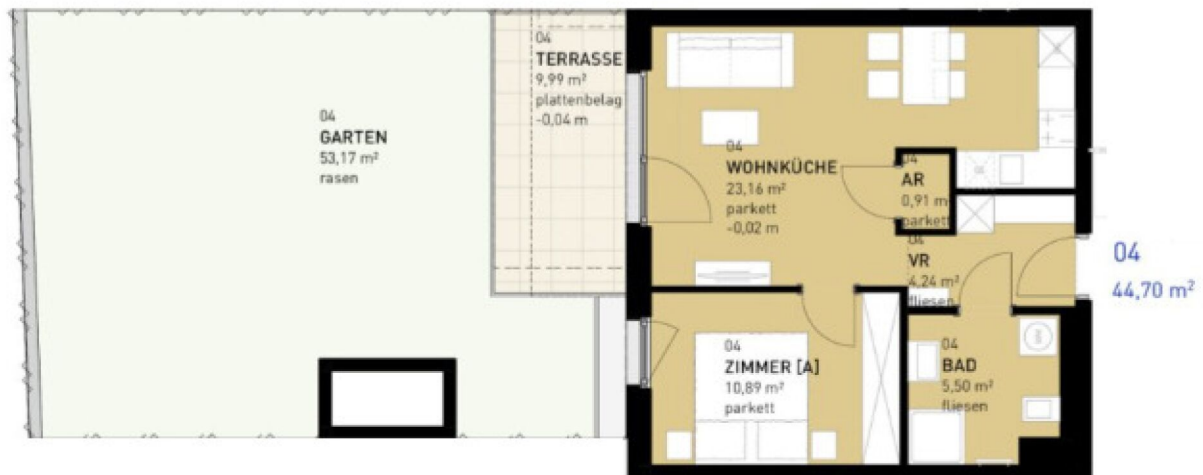 04
GARTEN
53,17 m²
rasen
04
TERRASSE
9,99 m²
plattenbelag
-0,04 m
04
WOHNKÜCHE
23,16 m²
parkett
-0,02 m
04
AR
0,91 m²
parkett
04
VR
4,24 m²
fliesen
04
44,70 m²
04
ZIMMER [A]
10,89 m²
parkett
04
BAD
5,50 m²
fliesen